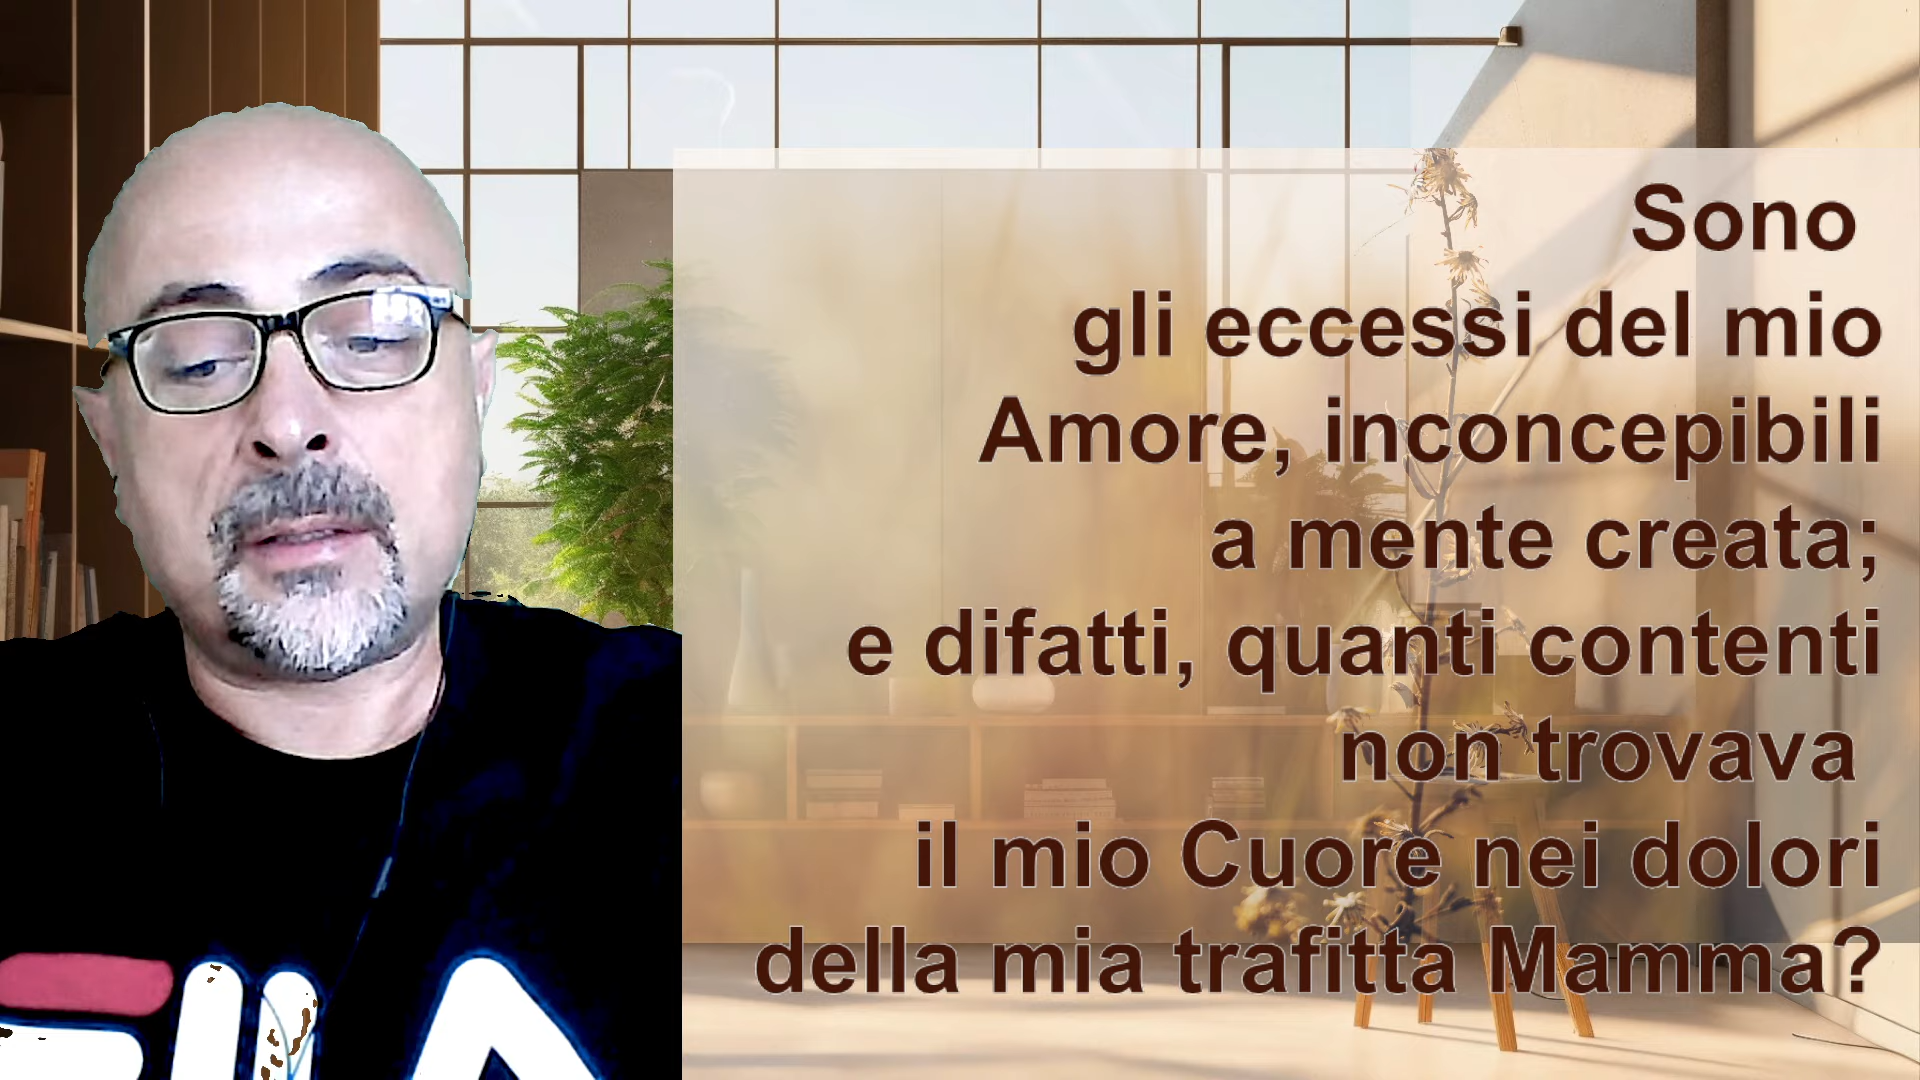 Sono
gli eccessi del mio
Amore, inconcepibili
a mente creata;
e difatti, quanti contenti
non trovava
il mio Cuore nei dolori
della mia trafitta Mamma?
FILA